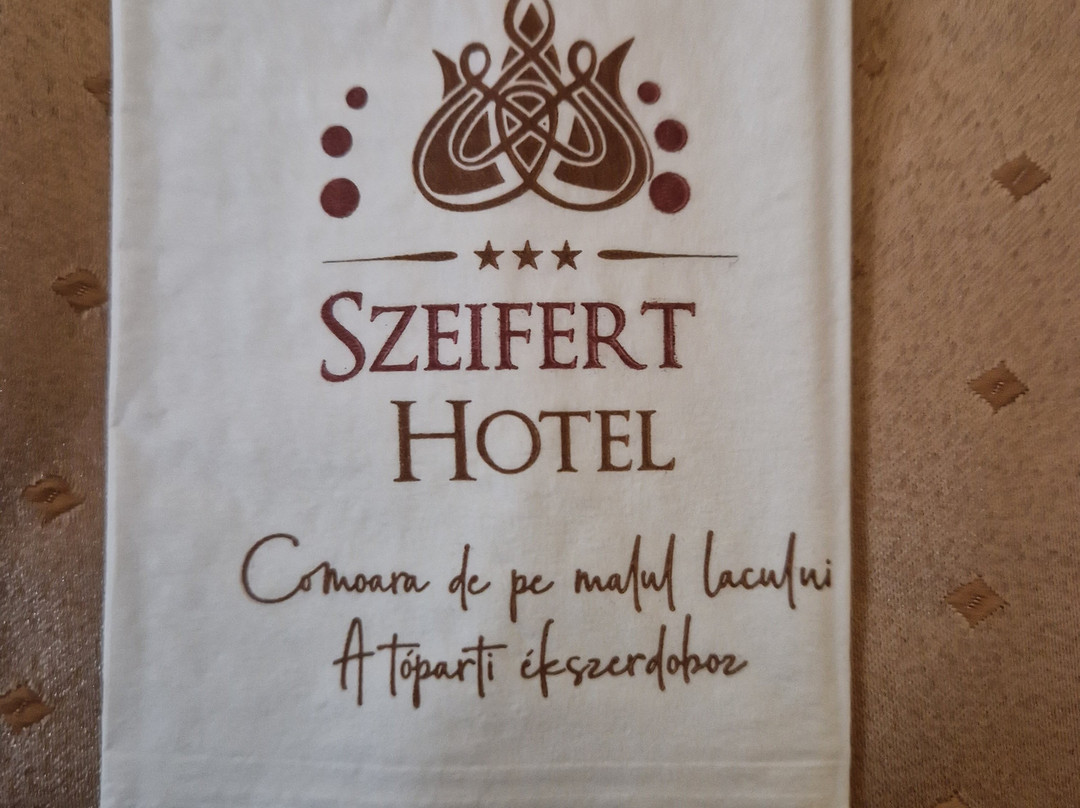 SZEIFERT
HOTEL
Comoara de pe malul lacului
A tóparti ékszerdoboz